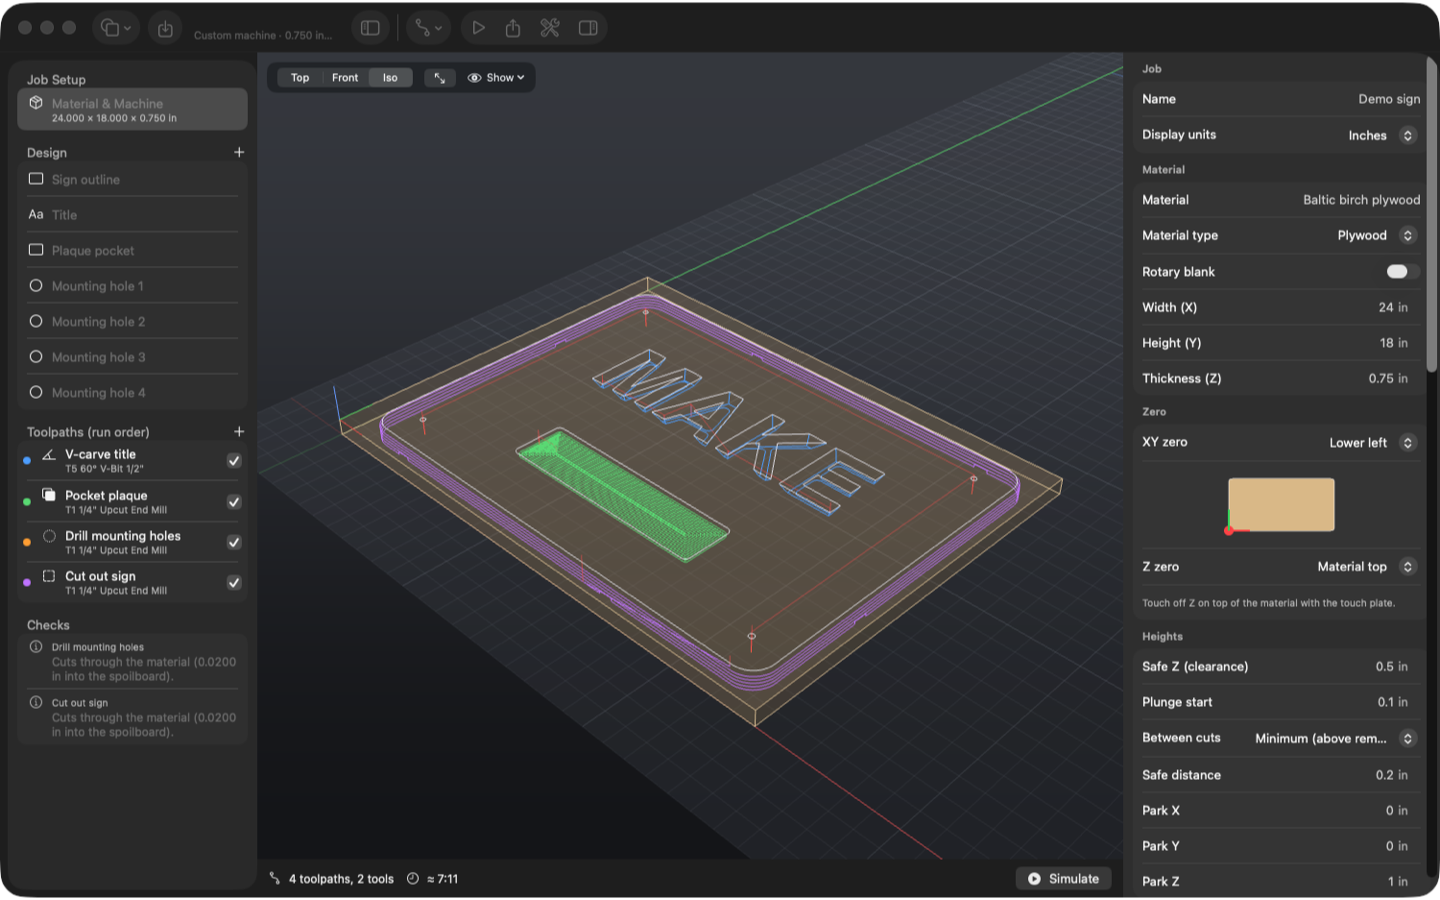 Custom machine · 0.750 in...
Job Setup
Material & Machine
24.000 × 18.000 × 0.750 in
Design
Sign outline
Aa Title
Plaque pocket
Mounting hole 1
Mounting hole 2
Mounting hole 3
Mounting hole 4
Toolpaths (run order)
V-carve title
T5 60° V-Bit 1/2"
Pocket plaque
T1 1/4" Upcut End Mill
Drill mounting holes
T1 1/4" Upcut End Mill
Cut out sign
T1 1/4" Upcut End Mill
Checks
Drill mounting holes
Cuts through the material (0.0200
in into the spoilboard).
Cut out sign
Cuts through the material (0.0200
in into the spoilboard).
Top Front Iso Show
MAKE
4 toolpaths, 2 tools ≈ 7:11
Simulate
Job
Name Demo sign
Display units Inches
Material
Material Baltic birch plywood
Material type Plywood
Rotary blank
Width (X) 24 in
Height (Y) 18 in
Thickness (Z) 0.75 in
Zero
XY zero Lower left
Z zero Material top
Touch off Z on top of the material with the touch plate.
Heights
Safe Z (clearance) 0.5 in
Plunge start 0.1 in
Between cuts Minimum (above rem...
Safe distance 0.2 in
Park X 0 in
Park Y 0 in
Park Z 1 in